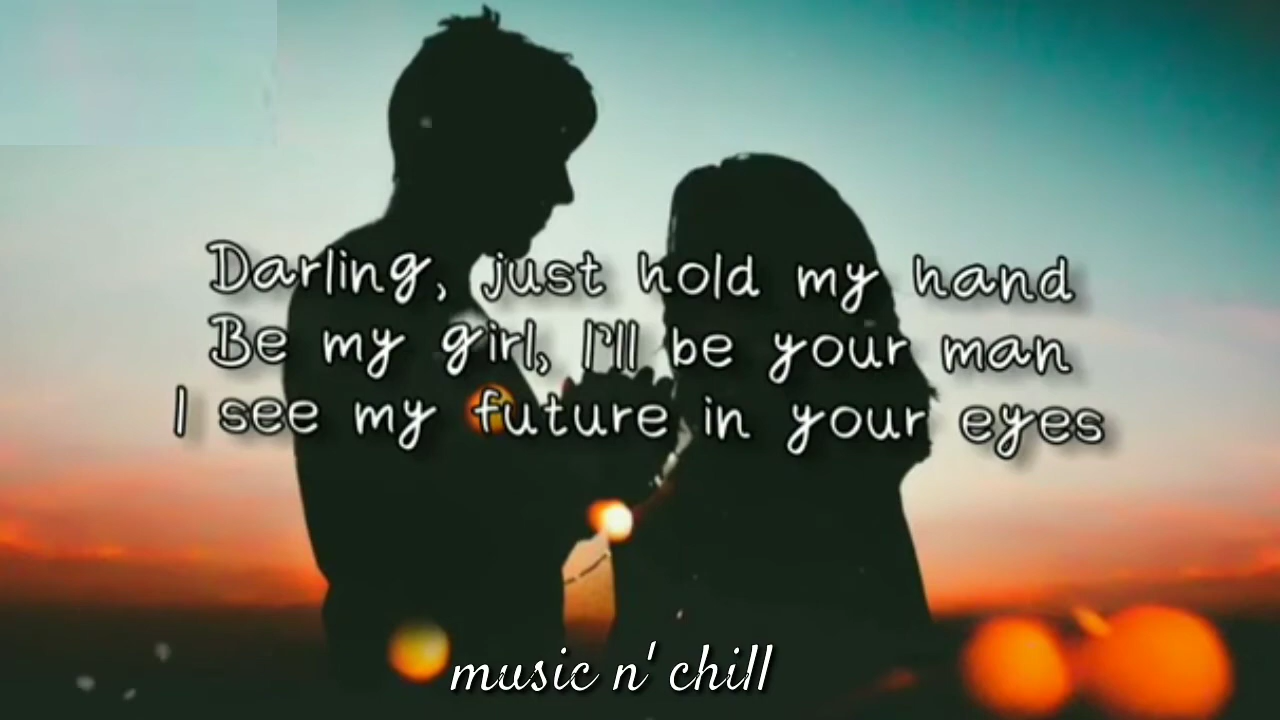 Darling, just hold my hand
Be my girl, I'll be your man
I see my future in your eyes
music n' chill